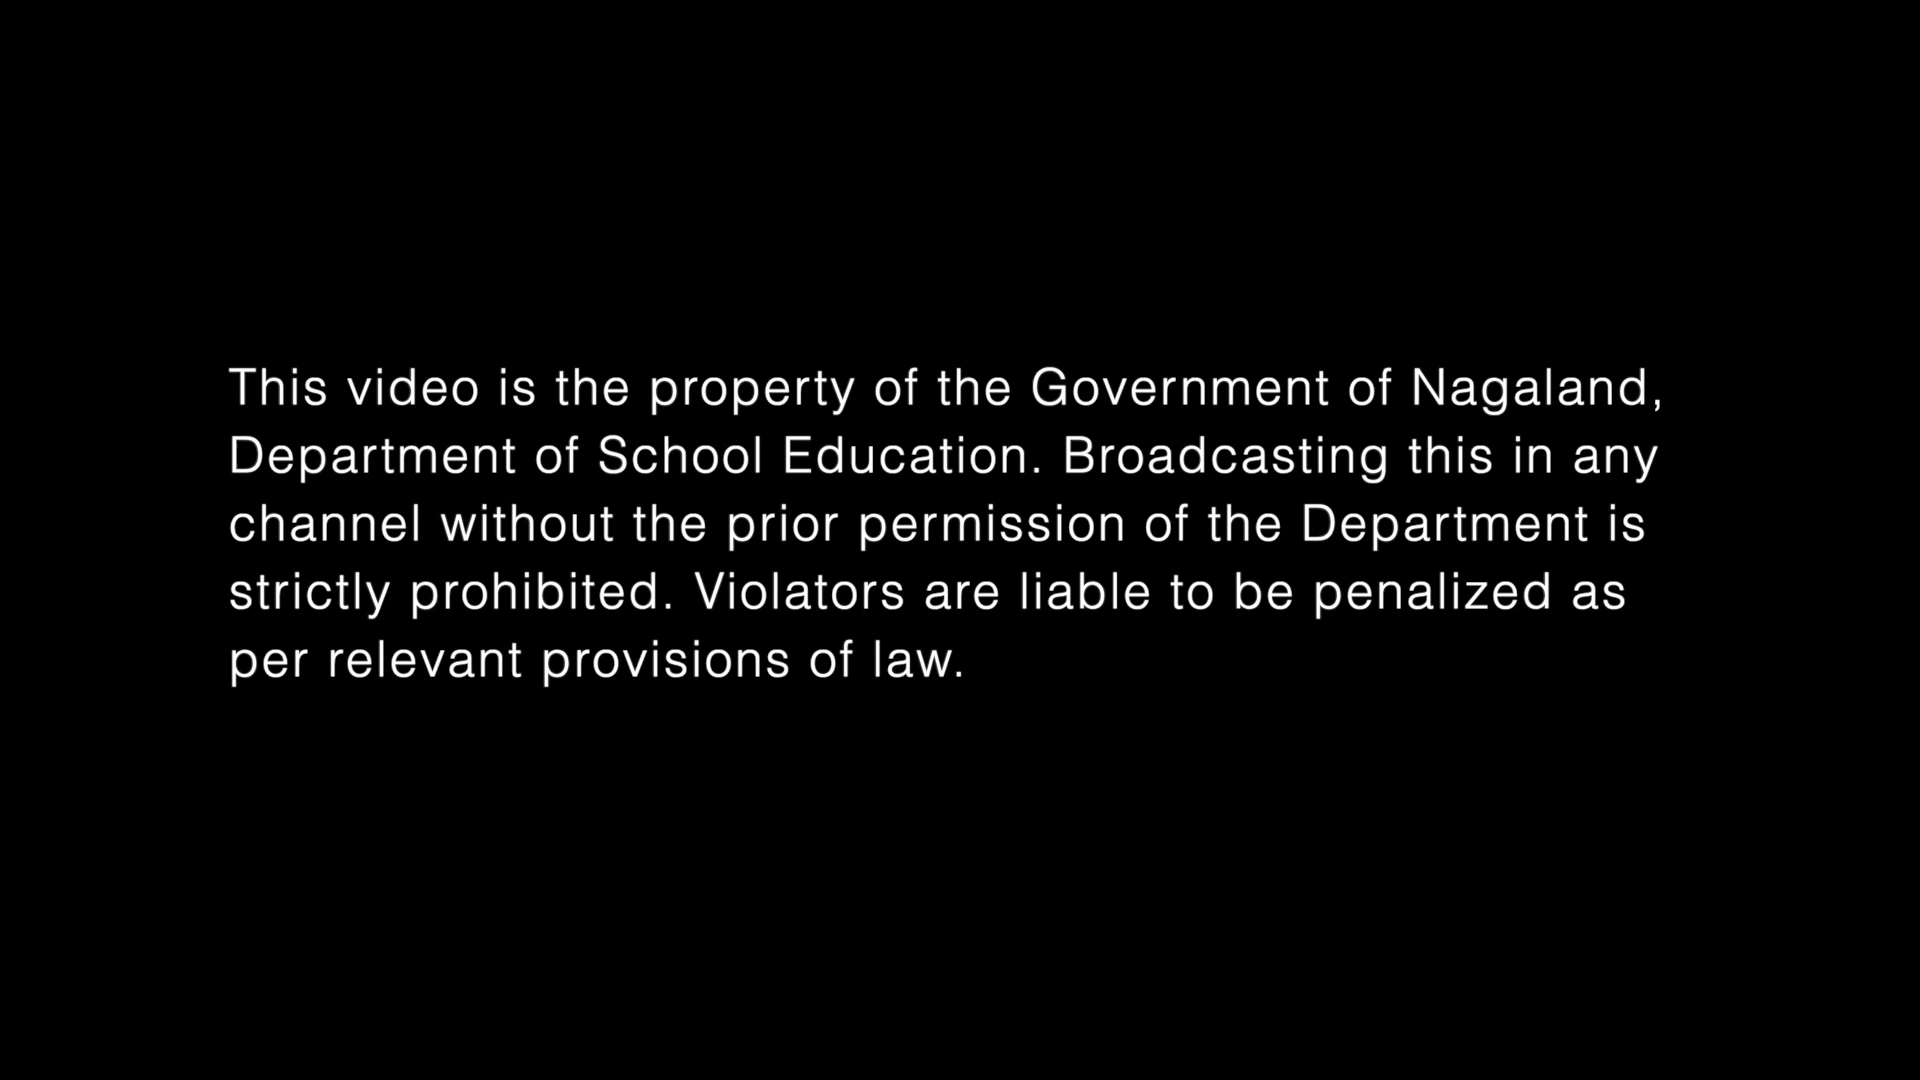 This video is the property of the Government of Nagaland,
Department of School Education. Broadcasting this in any
channel without the prior permission of the Department is
strictly prohibited. Violators are liable to be penalized as
per relevant provisions of law.